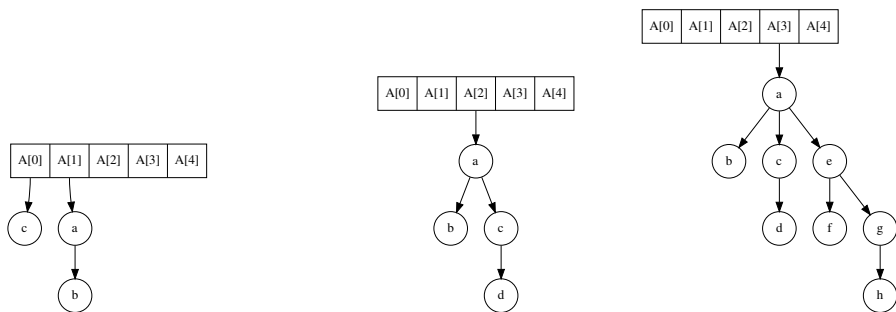 A[0] A[1] A[2] A[3] A[4]
c a
b
A[0] A[1] A[2] A[3] A[4]
a
b c
d
A[0] A[1] A[2] A[3] A[4]
a
b c e
d f g
h